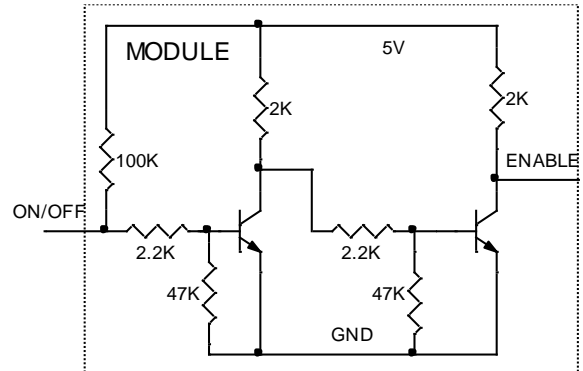 MODULE
5V
2K
2K
100K
ENABLE
ON/OFF
2.2K
2.2K
47K
47K
GND